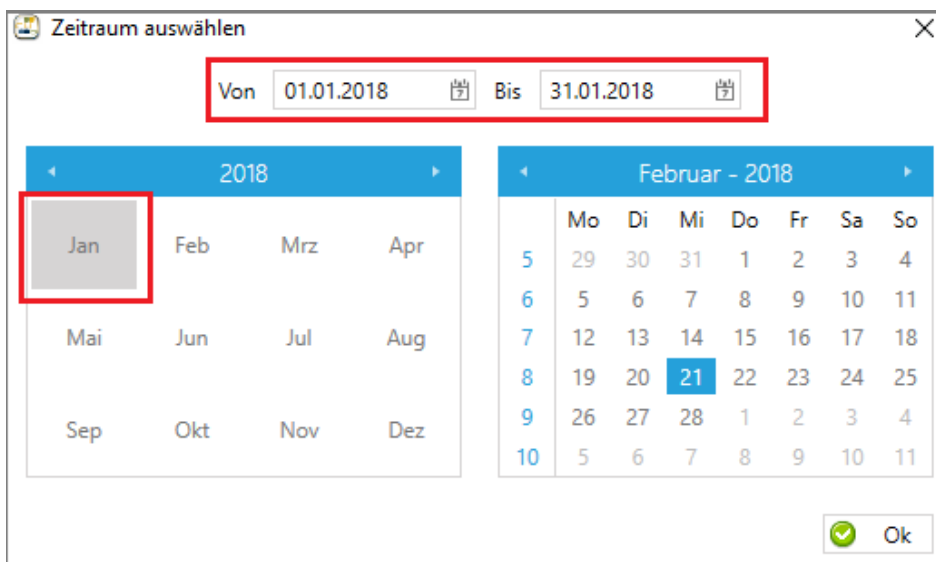 Zeitraum auswählen
Von 01.01.2018 7 Bis 31.01.2018 7
2018
Jan Feb Mrz Apr
Mai Jun Jul Aug
Sep Okt Nov Dez
Februar - 2018
Mo Di Mi Do Fr Sa So
5 29 30 31 1 2 3 4
6 5 6 7 8 9 10 11
7 12 13 14 15 16 17 18
8 19 20 21 22 23 24 25
9 26 27 28 1 2 3 4
10 5 6 7 8 9 10 11
Ok